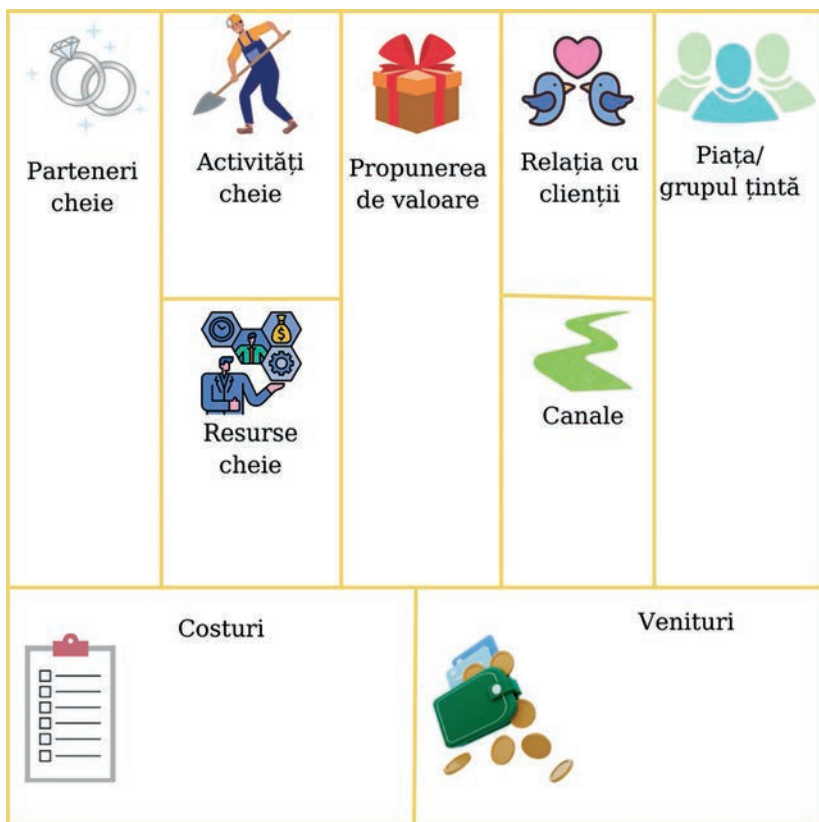 Parteneri
cheie
Activități
cheie
Propunerea
de valoare
Relația cu
clienții
Piața/
grupul țintă
Resurse
cheie
$
Canale
Costuri
Venituri